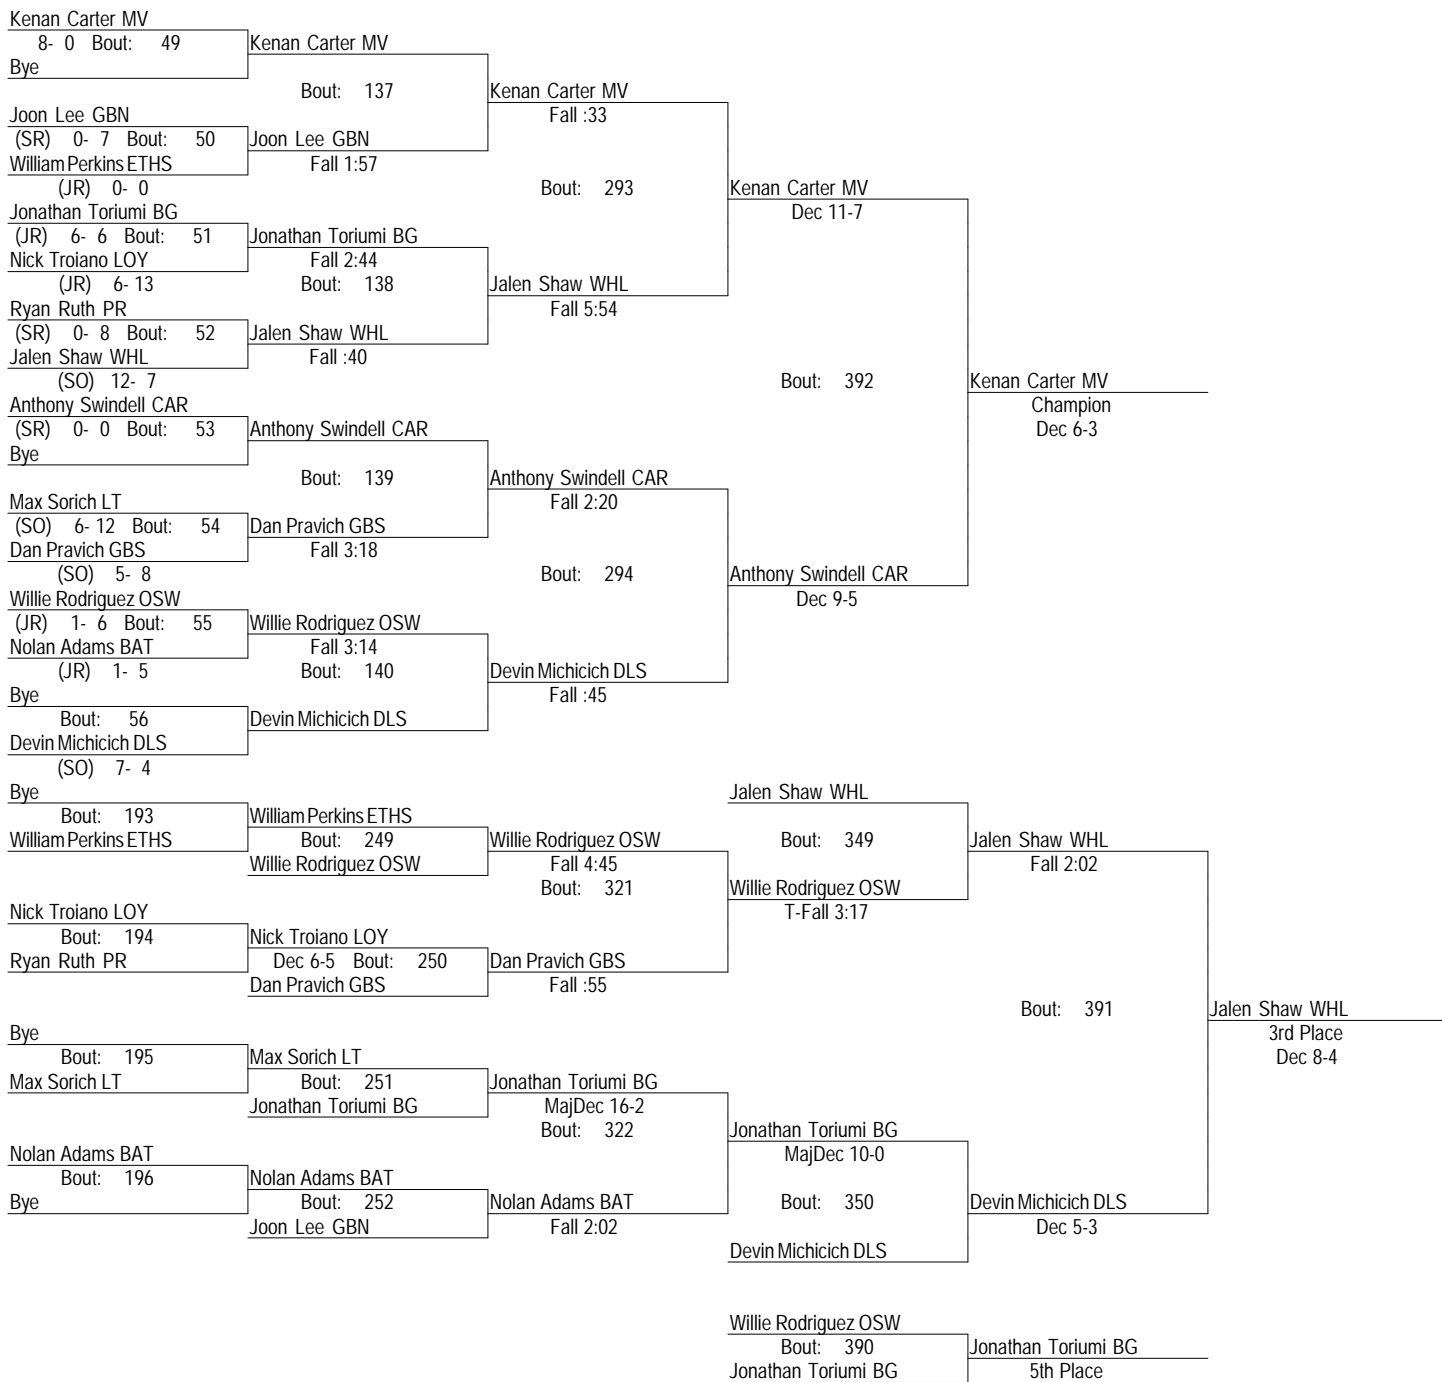 Kenan Carter MV
8- 0 Bout: 49 Kenan Carter MV
Bye
Bout: 137 Kenan Carter MV
Joon Lee GBN Fall :33
(SR) 0- 7 Bout: 50 Joon Lee GBN
William Perkins ETHS Fall 1:57
(JR) 0- 0 Bout: 293 Kenan Carter MV
Jonathan Toriumi BG Dec 11-7
(JR) 6- 6 Bout: 51 Jonathan Toriumi BG
Nick Troiano LOY Fall 2:44
(JR) 6- 13 Bout: 138 Jalen Shaw WHL
Ryan Ruth PR Fall 5:54
(SR) 0- 8 Bout: 52 Jalen Shaw WHL
Jalen Shaw WHL Fall :40
(SO) 12- 7 Bout: 392 Kenan Carter MV
Anthony Swindell CAR Champion
(SR) 0- 0 Bout: 53 Anthony Swindell CAR Dec 6-3
Bye
Bout: 139 Anthony Swindell CAR
Max Sorich LT Fall 2:20
(SO) 6- 12 Bout: 54 Dan Pravich GBS
Dan Pravich GBS Fall 3:18
(SO) 5- 8 Bout: 294 Anthony Swindell CAR
Willie Rodriguez OSW Dec 9-5
(JR) 1- 6 Bout: 55 Willie Rodriguez OSW
Nolan Adams BAT Fall 3:14
(JR) 1- 5 Bout: 140 Devin Michicich DLS
Bye Fall :45
Bout: 56 Devin Michicich DLS
Devin Michicich DLS
(SO) 7- 4
Bye Jalen Shaw WHL
Bout: 193 William Perkins ETHS
William Perkins ETHS Bout: 249 Willie Rodriguez OSW Bout: 349 Jalen Shaw WHL
Willie Rodriguez OSW Fall 4:45 Fall 2:02
Bout: 321 Willie Rodriguez OSW
Nick Troiano LOY T-Fall 3:17
Bout: 194 Nick Troiano LOY
Ryan Ruth PR Dec 6-5 Bout: 250 Dan Pravich GBS
Dan Pravich GBS Fall :55
Bout: 391 Jalen Shaw WHL
Bye 3rd Place
Bout: 195 Max Sorich LT Dec 8-4
Max Sorich LT Bout: 251 Jonathan Toriumi BG
Jonathan Toriumi BG MajDec 16-2
Bout: 322 Jonathan Toriumi BG
Nolan Adams BAT MajDec 10-0
Bout: 196 Nolan Adams BAT
Bye Bout: 252 Nolan Adams BAT Bout: 350 Devin Michicich DLS
Joon Lee GBN Fall 2:02 Dec 5-3
Devin Michicich DLS
Willie Rodriguez OSW
Bout: 390 Jonathan Toriumi BG
Jonathan Toriumi BG 5th Place